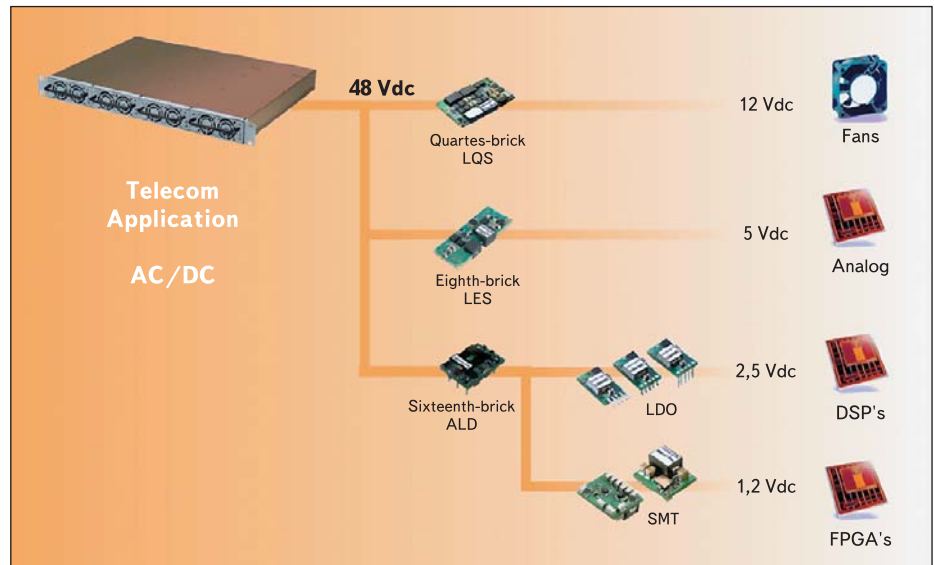 48 Vdc
Telecom
Application
AC/DC
Quartes-brick
LQS
12 Vdc
Fans
Eighth-brick
LES
5 Vdc
Analog
Sixteenth-brick
ALD
LDO
2,5 Vdc
DSP's
SMT
1,2 Vdc
FPGA's